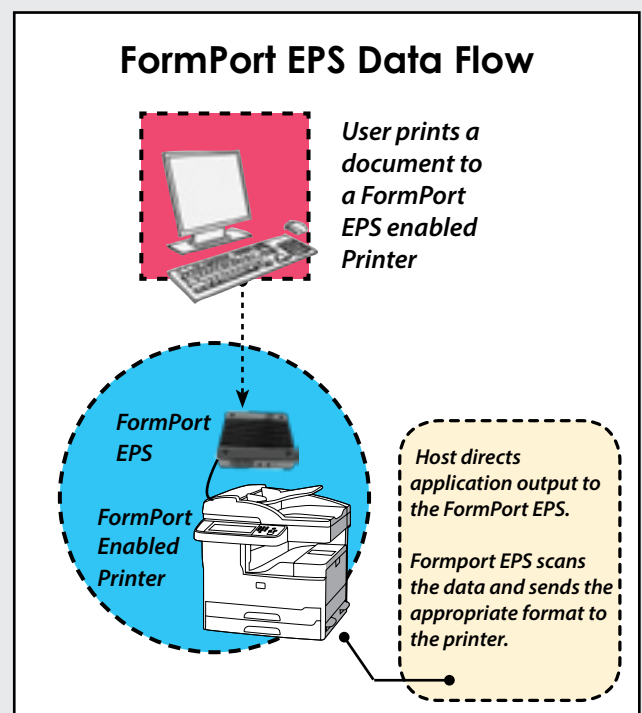 FormPort EPS Data Flow
User prints a
document to
a FormPort
EPS enabled
Printer
FormPort
EPS
FormPort
Enabled
Printer
Host directs
application output to
the FormPort EPS.
Formport EPS scans
the data and sends the
appropriate format to
the printer.